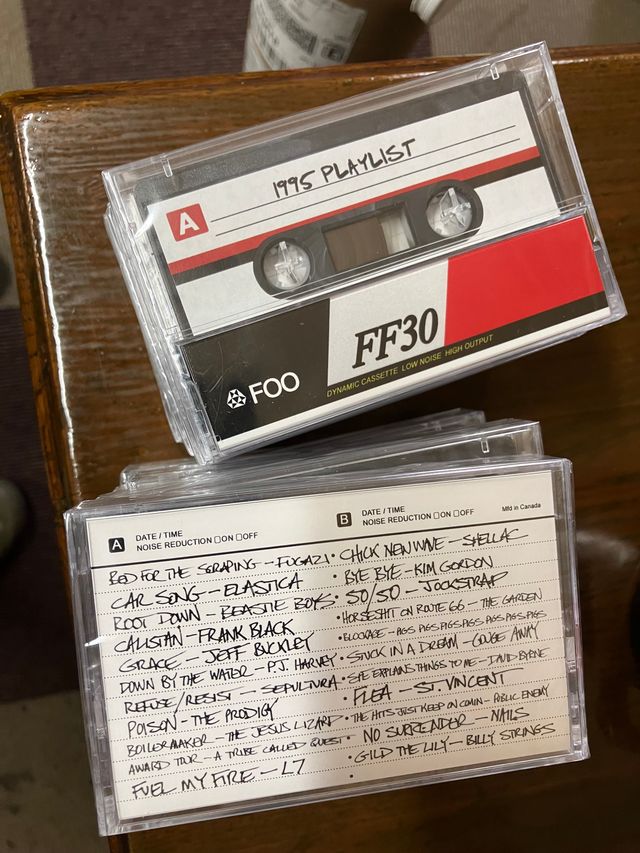 1995 PLAYLIST
A
FOO
FF30
DYNAMIC CASSETTE LOW NOISE HIGH OUTPUT
A DATE / TIME
NOISE REDUCTION □ON □OFF
BED FOR THE SCRAPING -- FUGAZI
CAR SONG - ELASTICA
ROOT DOWN - BEASTIE BOYS
CALISTAN - FRANK BLACK
GRACE - JEFF BUCKLEY
DOWN BY THE WATER - P.J. HARVEY
REFUSE/RESIST - SEPULTURA
POISON - THE PRODIGY
BOILERMAKER - THE JESUS LIZARD
AWARD TOUR - A TRIBE CALLED QUEST
FUEL MY FIRE - L7
B DATE / TIME
NOISE REDUCTION □ON □OFF
Mfd in Canada
• CHICK NEW WAVE - SHELLAC
• BYE BYE - KIM GORDON
• 50/50 - JOCKSTRAP
• HORSESHIT ON ROUTE 66 - THE GARDEN
• BLOCKAGE - PIGS PIGS PIGS PIGS PIGS PIGS PIGS
• STUCK IN A DREAM - GOUGE AWAY
• SHE EXPLAINS THINGS TO ME - DAVID BYRNE
• FLEA - ST. VINCENT
• THE HITS JUST KEEP ON COMIN - PUBLIC ENEMY
• NO SURRENDER - NAILS
• GILD THE LILY - BILLY STRINGS